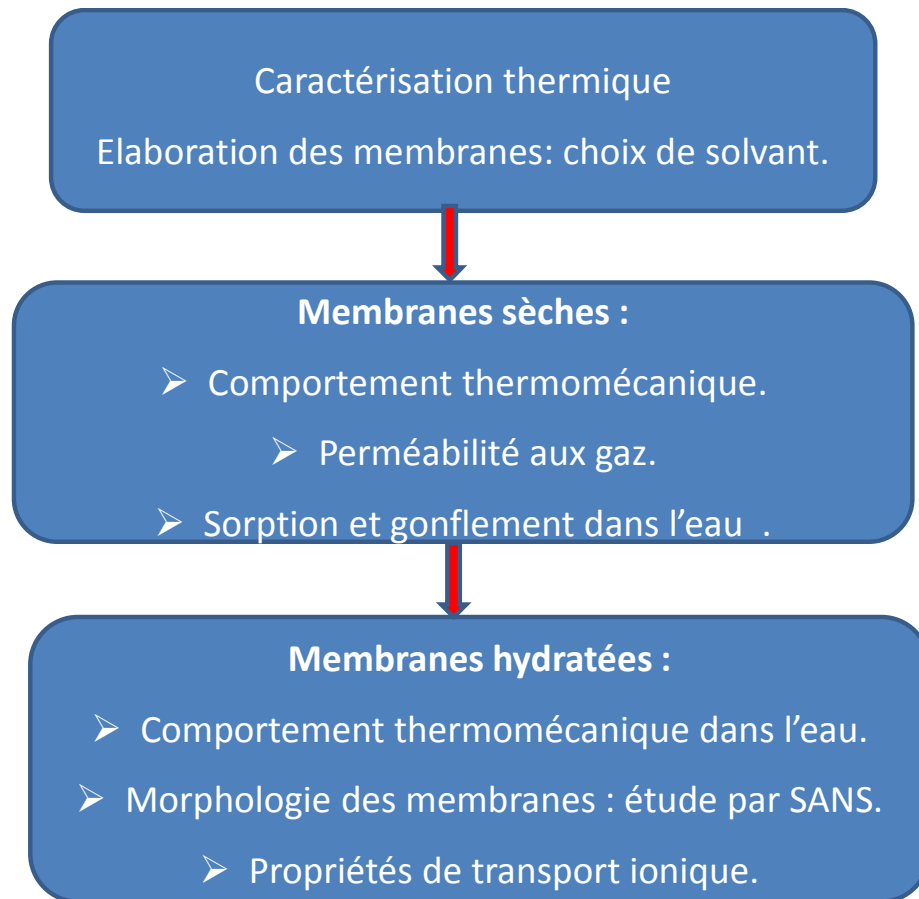 Caractérisation thermique
Elaboration des membranes: choix de solvant.
Membranes sèches :
➢ Comportement thermomécanique.
➢ Perméabilité aux gaz.
➢ Sorption et gonflement dans l’eau .
Membranes hydratées :
➢ Comportement thermomécanique dans l’eau.
➢ Morphologie des membranes : étude par SANS.
➢ Propriétés de transport ionique.